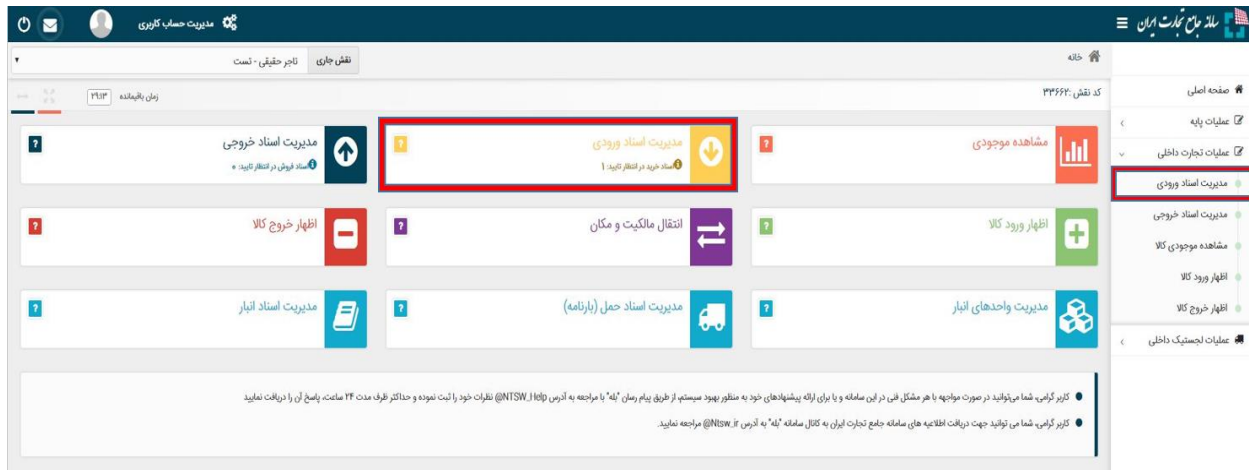 سامانه جامع تجارت ایران
مدیریت حساب کاربری
خانه
نقش جاری
تاجر حقیقی - تست
کد نقش :۳۳۶۶۲
زمان باقیمانده ۲۹:۱۳
صفحه اصلی
عملیات پایه
عملیات تجارت داخلی
مدیریت اسناد ورودی
مدیریت اسناد خروجی
مشاهده موجودی کالا
اظهار ورود کالا
اظهار خروج کالا
عملیات لجستیک داخلی
مشاهده موجودی
?
مدیریت اسناد ورودی
اسناد خرید در انتظار تایید: ۱
?
مدیریت اسناد خروجی
اسناد فروش در انتظار تایید: ۰
?
اظهار ورود کالا
?
انتقال مالکیت و مکان
?
اظهار خروج کالا
?
مدیریت واحدهای انبار
?
مدیریت اسناد حمل (بارنامه)
?
مدیریت اسناد انبار
?
کاربر گرامی، شما می‌توانید در صورت مواجهه با هر مشکل فنی در این سامانه و یا برای ارائه پیشنهادهای خود به منظور بهبود سیستم، از طریق پیام رسان "بله" با مراجعه به آدرس NTSW_Help@ نظرات خود را ثبت نموده و حداکثر ظرف مدت ۲۴ ساعت، پاسخ آن را دریافت نمایید
کاربر گرامی، شما می توانید جهت دریافت اطلاعیه های سامانه جامع تجارت ایران به کانال سامانه "بله" به آدرس Ntsw_ir@ مراجعه نمایید.